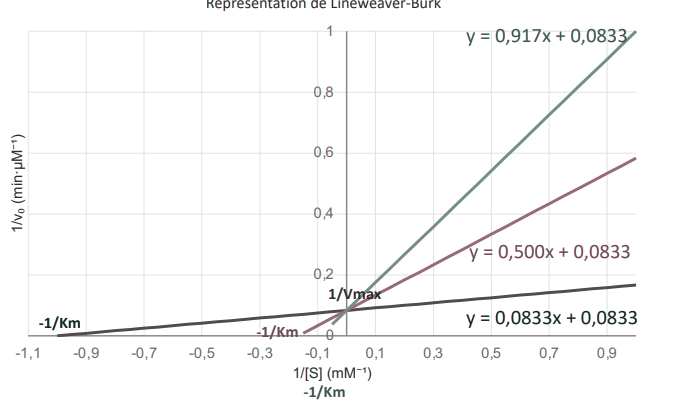 Représentation de Lineweaver-Burk
y = 0,917x + 0,0833
1
0,8
0,6
0,4
0,2
0
1/v₀ (min·µM⁻¹)
y = 0,500x + 0,0833
1/Vmax
-1/Km
-1/Km
y = 0,0833x + 0,0833
-1,1 -0,9 -0,7 -0,5 -0,3 -0,1 0,1 0,3 0,5 0,7 0,9
1/[S] (mM⁻¹)
-1/Km